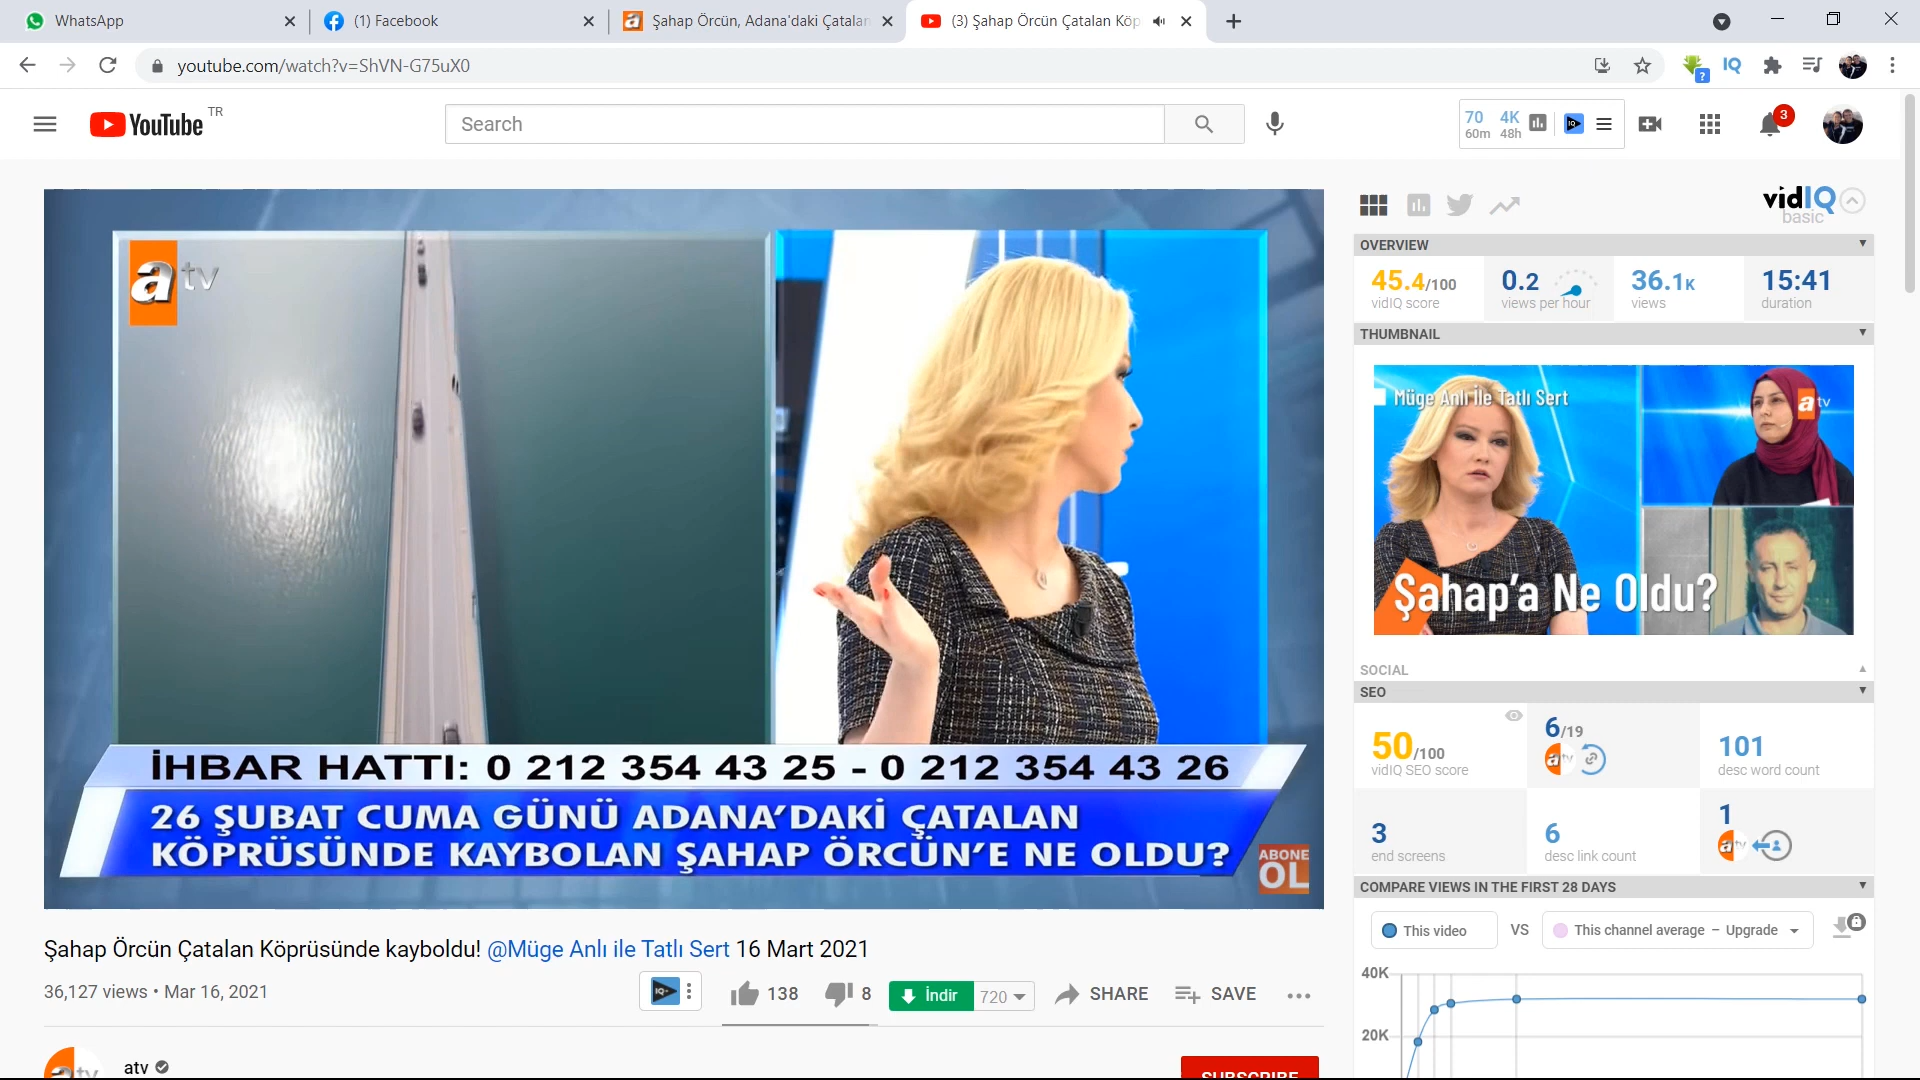 WhatsApp
(1) Facebook
Şahap Örcün, Adana'daki Çatalan
(3) Şahap Örcün Çatalan Köp
youtube.com/watch?v=ShVN-G75uX0
YouTube TR
Search
70 4K
60m 48h
3
a tv
İHBAR HATTI: 0 212 354 43 25 - 0 212 354 43 26
26 ŞUBAT CUMA GÜNÜ ADANA'DAKİ ÇATALAN
KÖPRÜSÜNDE KAYBOLAN ŞAHAP ÖRCÜN'E NE OLDU?
ABONE
OL
Şahap Örcün Çatalan Köprüsünde kayboldu! @Müge Anlı ile Tatlı Sert 16 Mart 2021
36,127 views • Mar 16, 2021
138
8
İndir
720
SHARE
SAVE
atv
SUBSCRIBE
vidIQ
basic
OVERVIEW
45.4/100
vidIQ score
0.2
views per hour
36.1K
views
15:41
duration
THUMBNAIL
Müge Anlı İle Tatlı Sert
a tv
Şahap'a Ne Oldu?
SOCIAL
SEO
50/100
vidIQ SEO score
6/19
101
desc word count
3
end screens
6
desc link count
1
COMPARE VIEWS IN THE FIRST 28 DAYS
This video
VS
This channel average – Upgrade
40K
20K